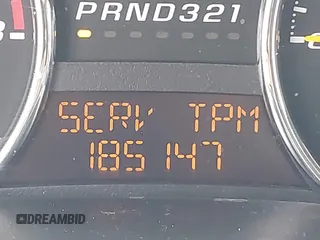 PRND321
SERV TPM
185147
DREAMBID